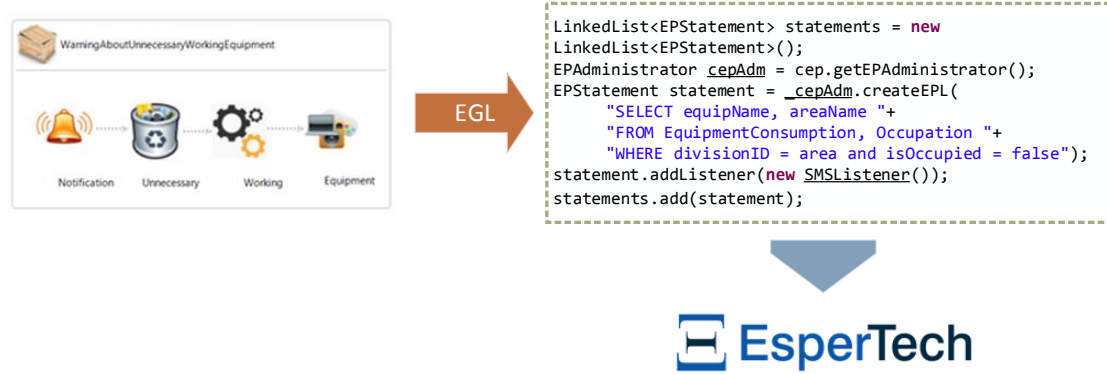 WarningAboutUnnecessaryWorkingEquipment
Notification
Unnecessary
Working
Equipment
EGL
LinkedList<EPStatement> statements = new
LinkedList<EPStatement>();
EPAdministrator cepAdm = cep.getEPAdministrator();
EPStatement statement = _cepAdm.createEPL(
"SELECT equipName, areaName "+
"FROM EquipmentConsumption, Occupation "+
"WHERE divisionID = area and isOccupied = false");
statement.addListener(new SMSListener());
statements.add(statement);
EsperTech